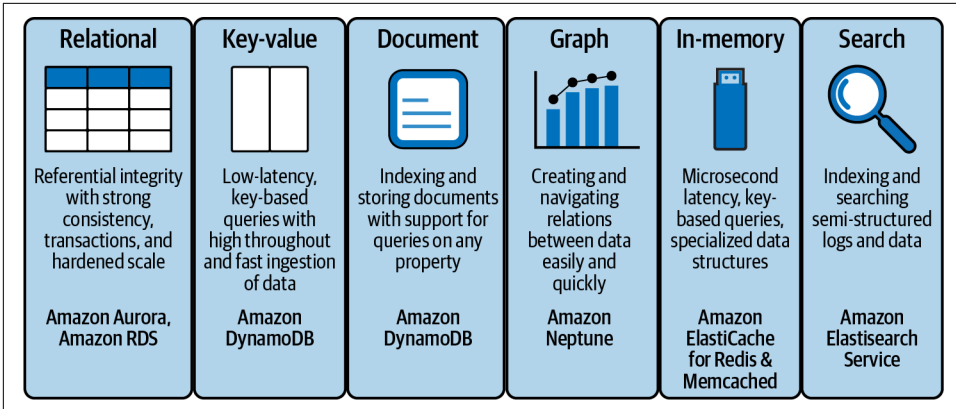 Relational
Referential integrity
with strong
consistency,
transactions, and
hardened scale
Amazon Aurora,
Amazon RDS
Key-value
Low-latency,
key-based
queries with
high throughout
and fast ingestion
of data
Amazon
DynamoDB
Document
Indexing and
storing documents
with support for
queries on any
property
Amazon
DynamoDB
Graph
Creating and
navigating
relations
between data
easily and
quickly
Amazon
Neptune
In-memory
Microsecond
latency, key-
based queries,
specialized data
structures
Amazon
ElastiCache
for Redis &
Memcached
Search
Indexing and
searching
semi-structured
logs and data
Amazon
Elastisearch
Service